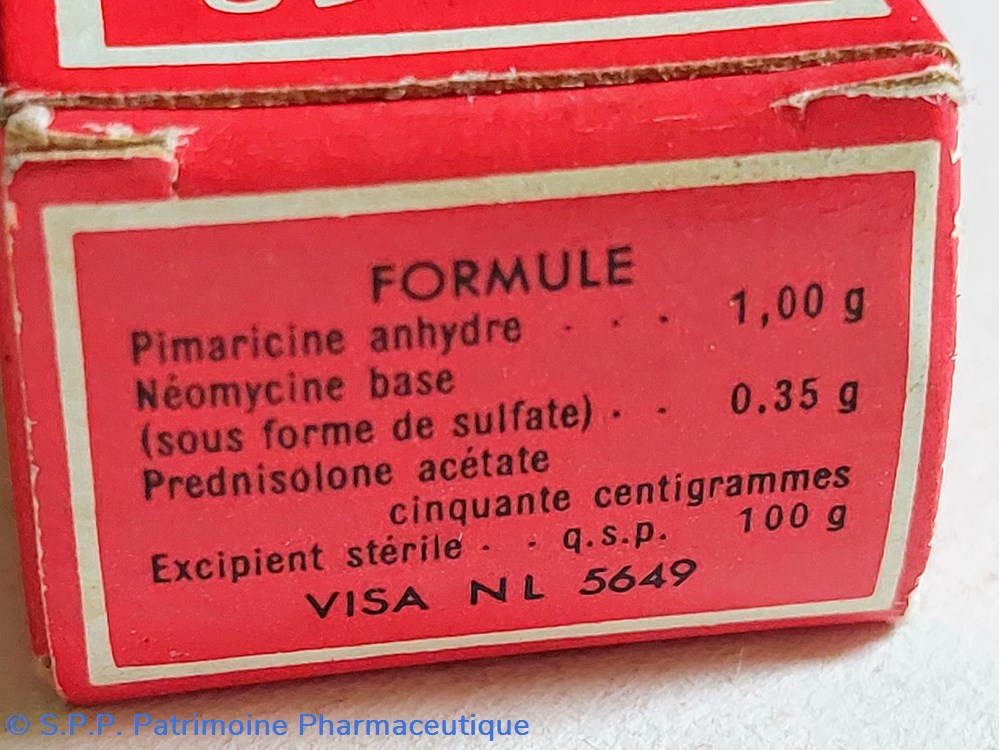 FORMULE
Pimaricine anhydre . . . 1,00 g
Néomycine base
(sous forme de sulfate) . . 0.35 g
Prednisolone acétate
cinquante centigrammes
Excipient stérile . . q.s.p. 100 g
VISA NL 5649
© S.P.P. Patrimoine Pharmaceutique